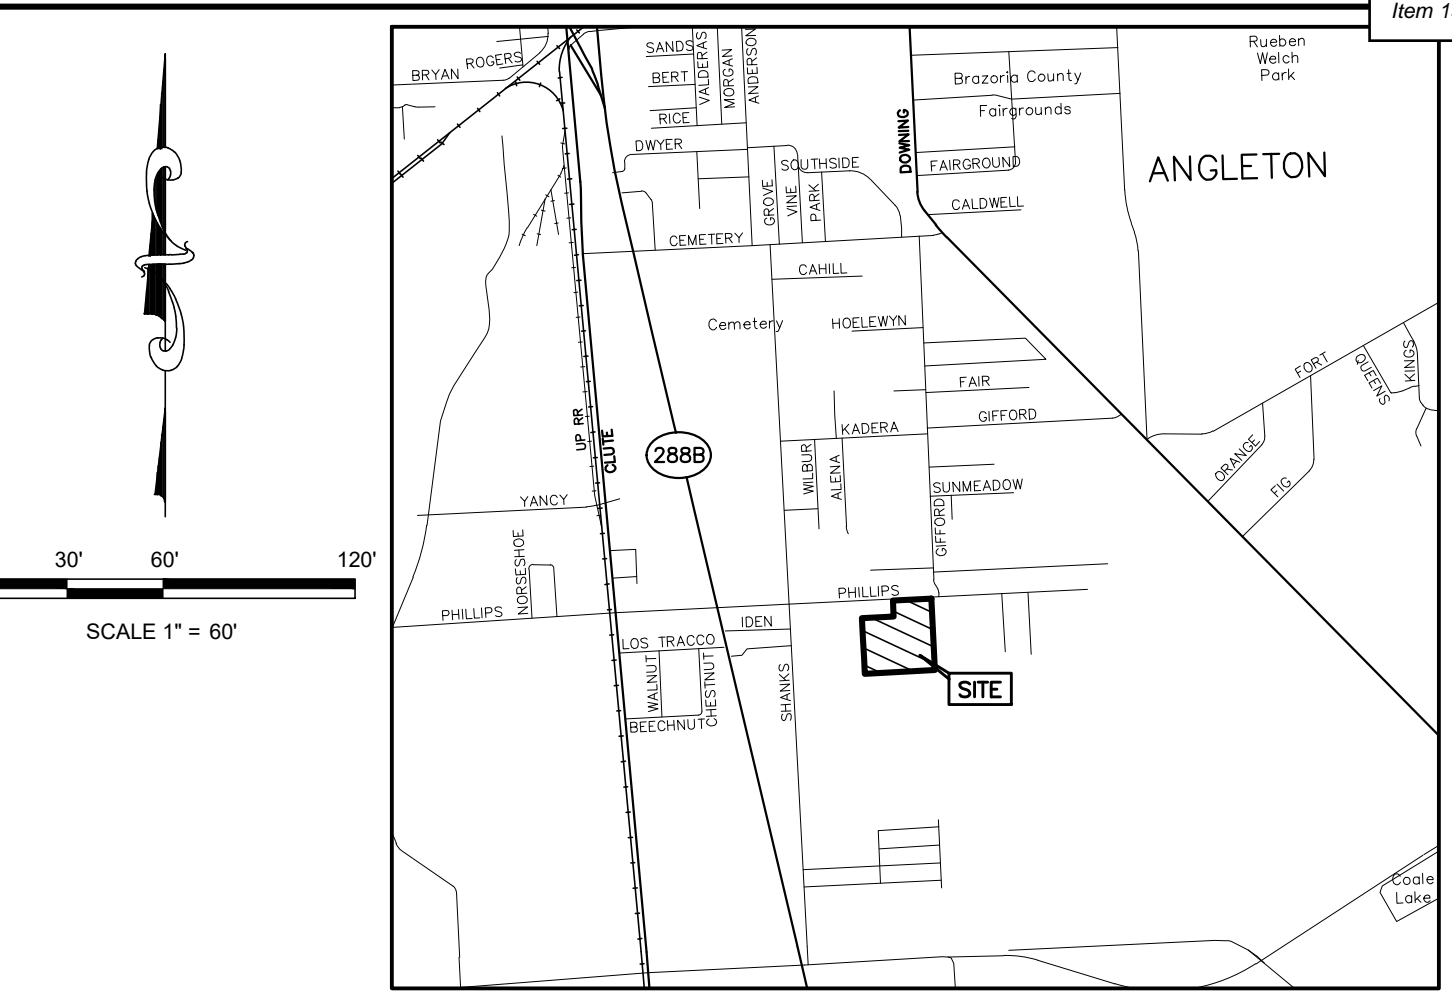 Item 1
30' 60' 120'
SCALE 1" = 60'
BRYAN
ROGERS
SANDS
BERT
RICE
VALDERAS
MORGAN
ANDERSON
DWYER
SOUTHSIDE
GROVE
VINE
PARK
CEMETERY
DOWNING
Brazoria County
Fairgrounds
FAIRGROUND
CALDWELL
Rueben
Welch
Park
ANGLETON
CAHILL
Cemetery
HOELEWYN
FAIR
GIFFORD
KADERA
WILBUR
ALENA
SUNMEADOW
GIFFORD
FORT
QUEENS
KINGS
ORANGE
FIG
UP RR
CLUTE
288B
YANCY
NORSESHOE
PHILLIPS
PHILLIPS
IDEN
LOS TRACCO
WALNUT
CHESTNUT
BEECHNUT
SHANKS
SITE
Coale
Lake